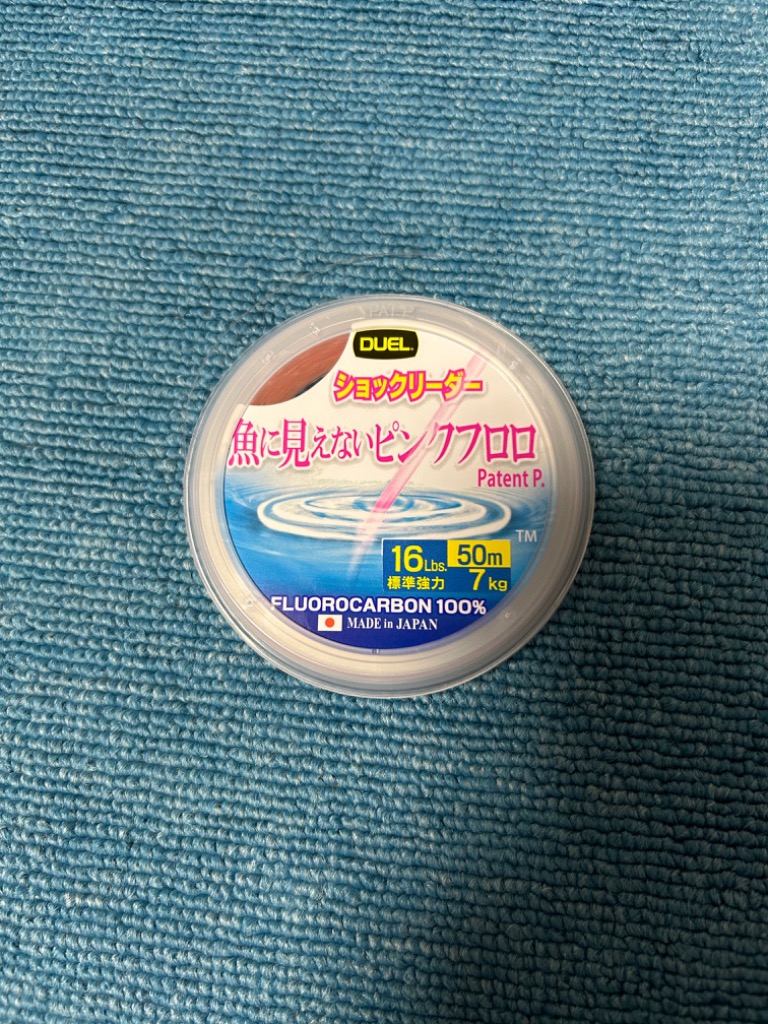 DUEL
ショックリーダー
魚に見えないピンクフロロ
Patent P.
TM
16Lbs. 50m
標準強力 7kg
FLUOROCARBON 100%
MADE in JAPAN